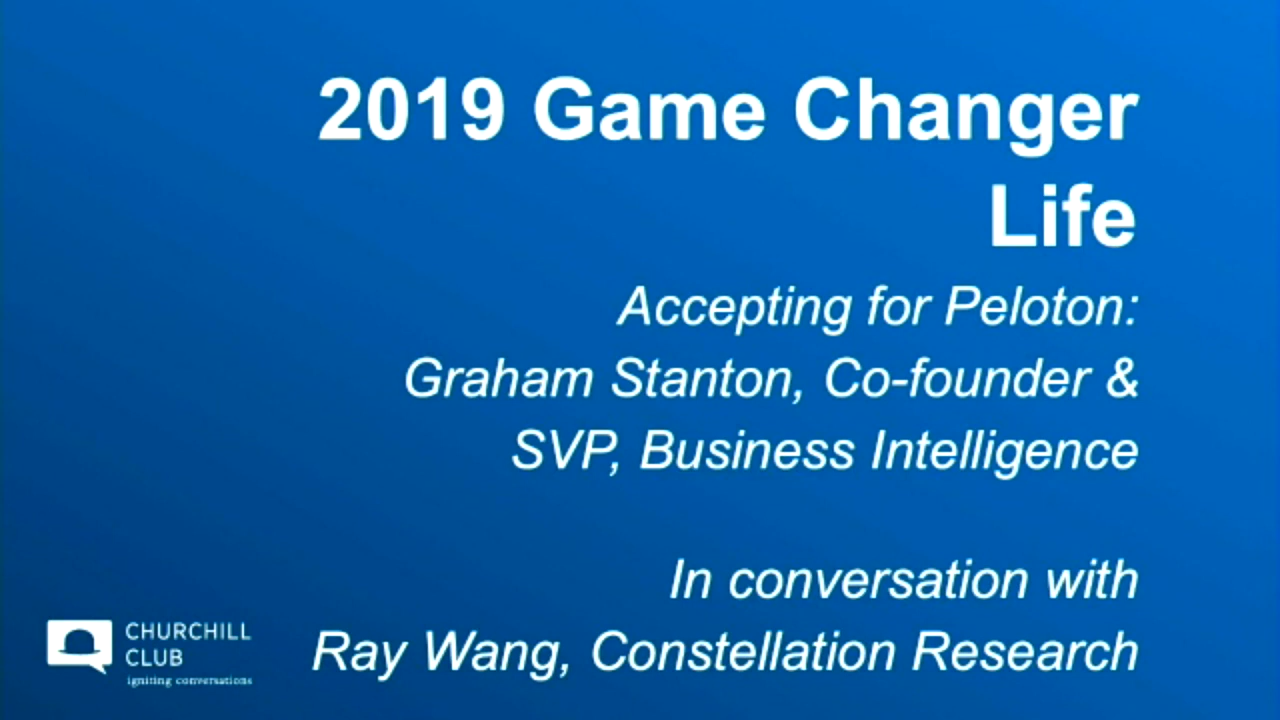 2019 Game Changer
Life
Accepting for Peloton:
Graham Stanton, Co-founder &
SVP, Business Intelligence
In conversation with
Ray Wang, Constellation Research
CHURCHILL
CLUB
igniting conversations